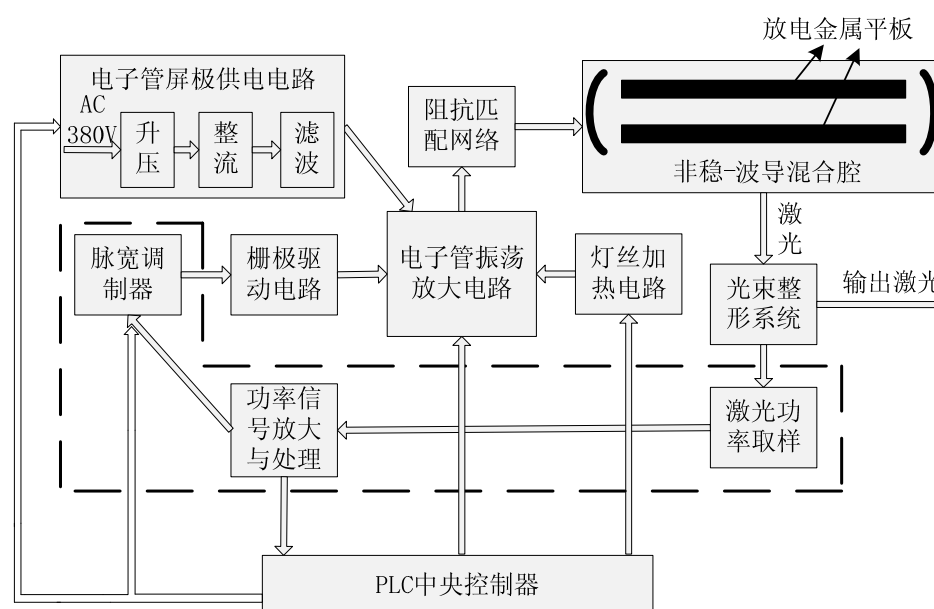 放电金属平板
电子管屏极供电电路
AC
380V
升
压
整
流
滤
波
阻抗匹
配网络
非稳-波导混合腔
激
光
脉宽调
制器
栅极驱
动电路
电子管振荡
放大电路
灯丝加
热电路
光束整
形系统
输出激光
功率信
号放大
与处理
激光功
率取样
PLC中央控制器